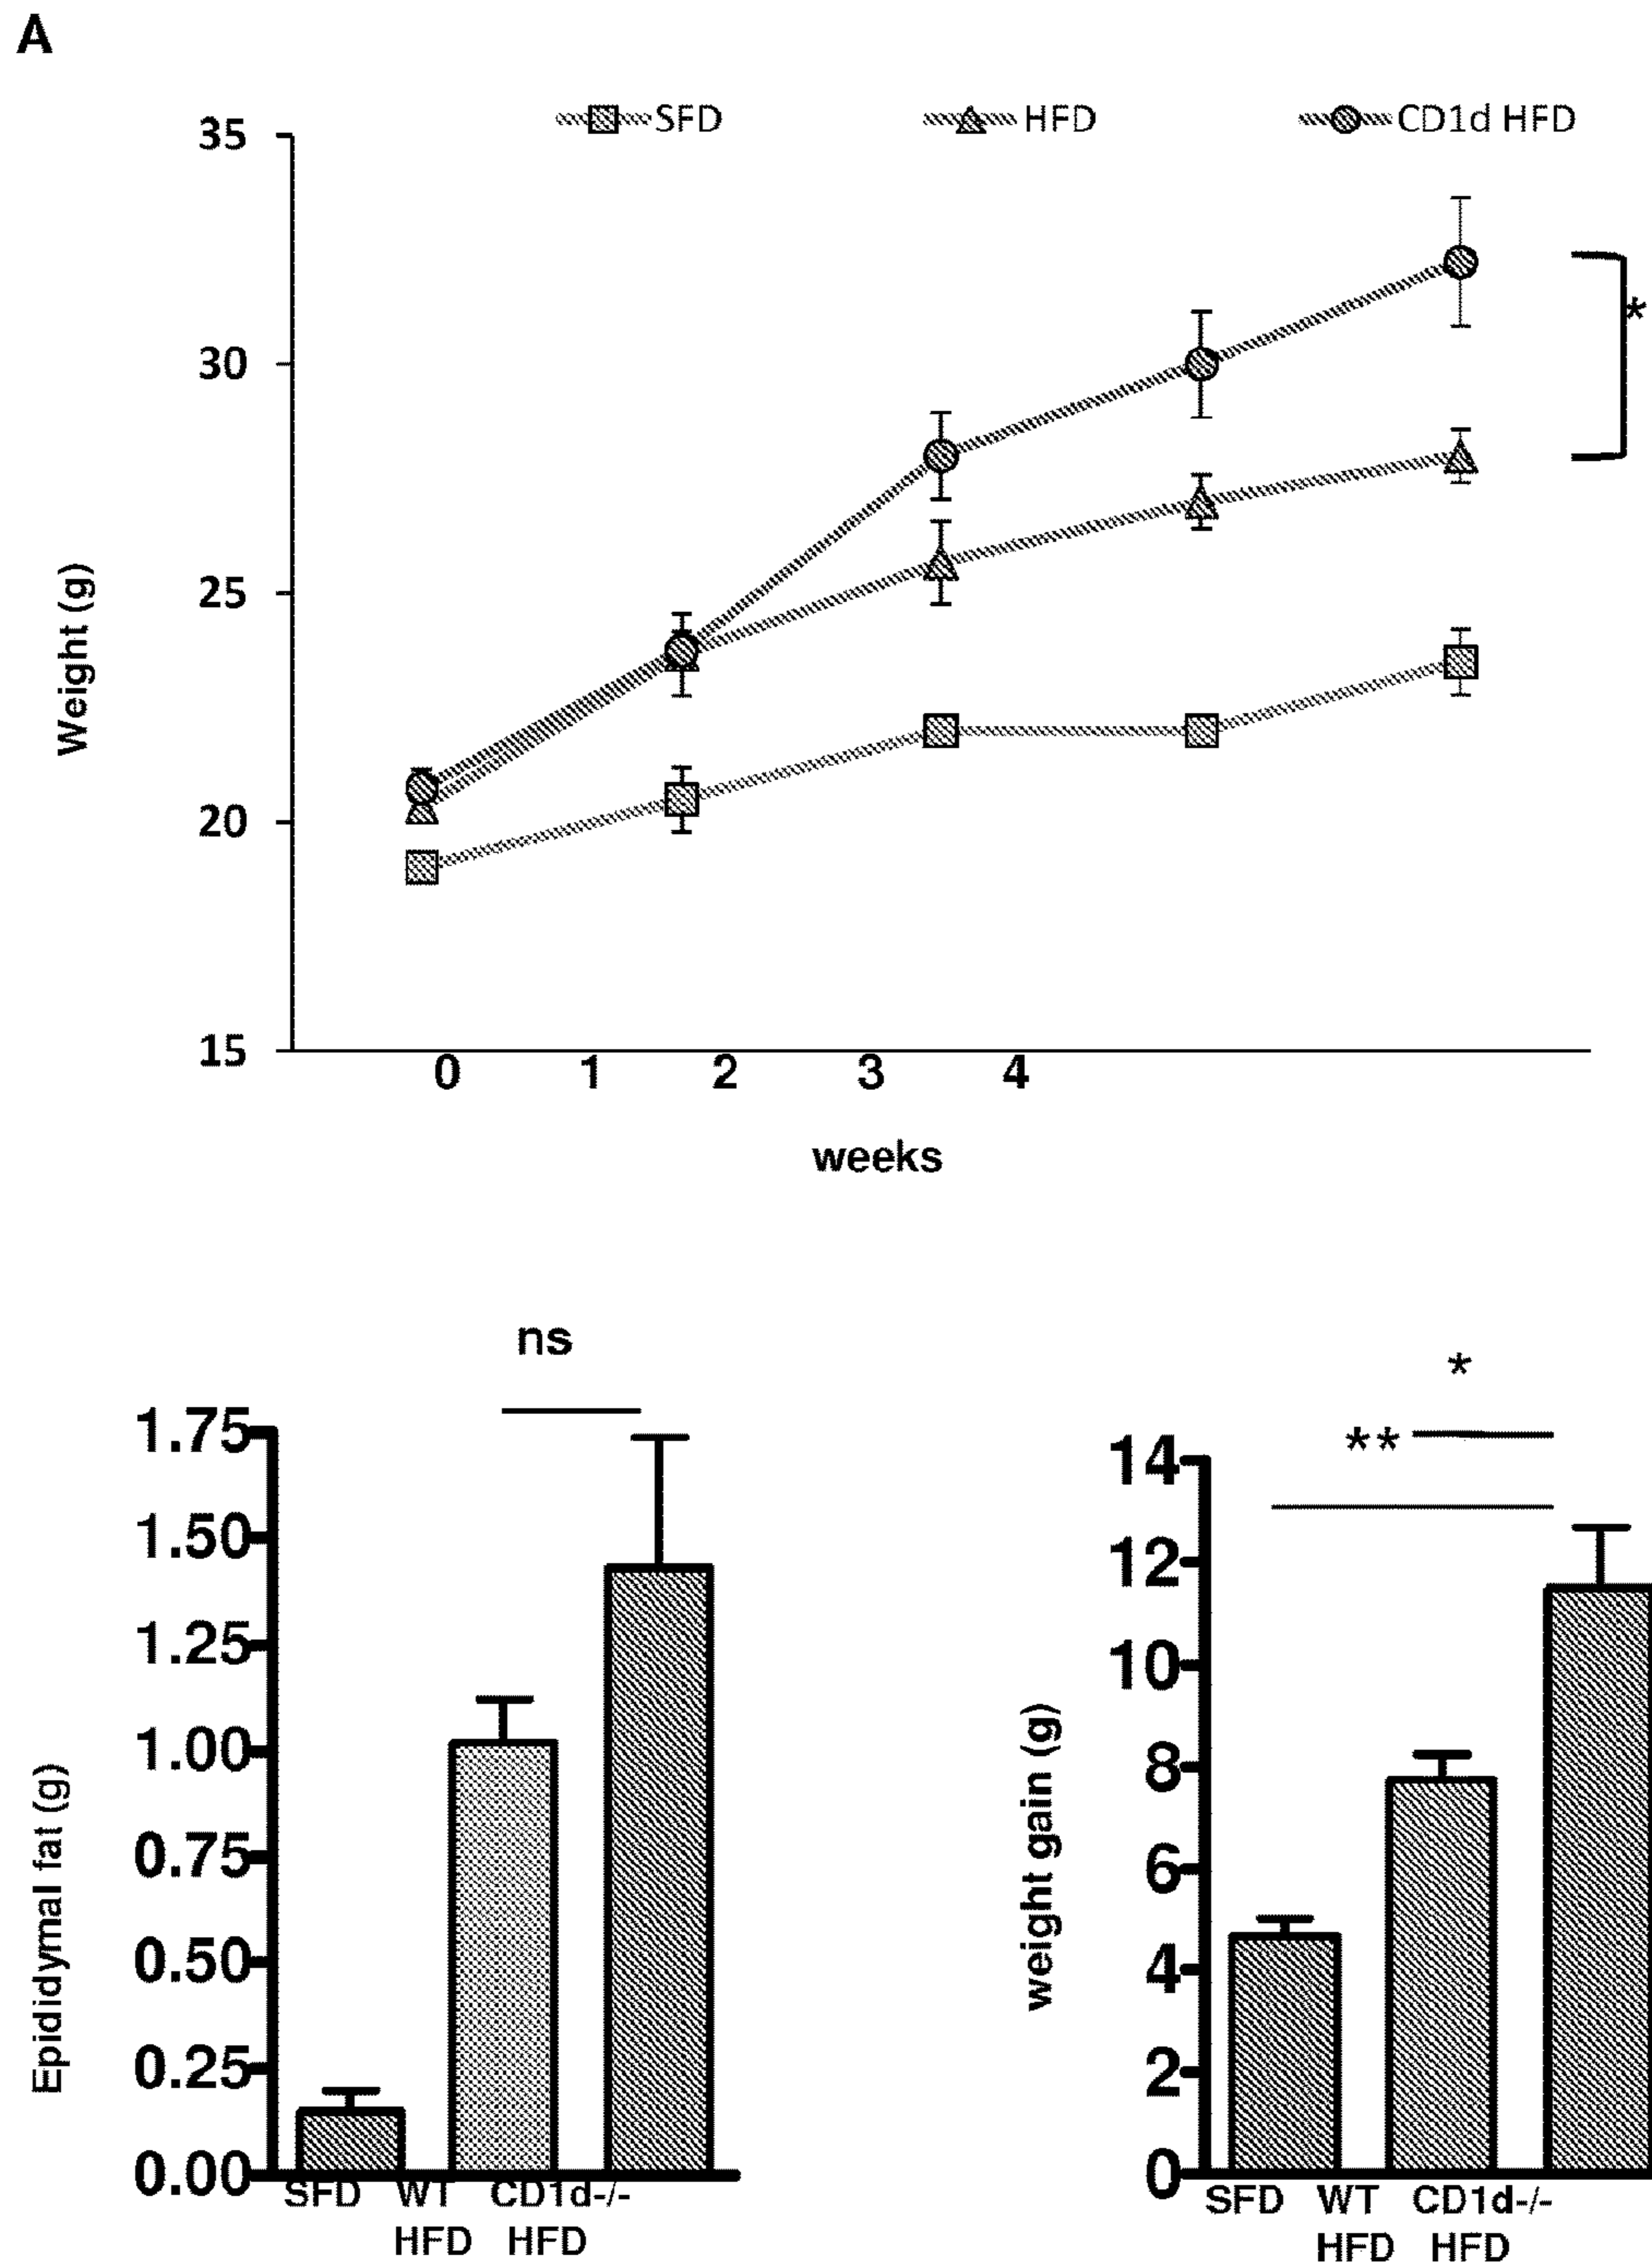 A
SFD HFD CD1d HFD
35
30
25
20
15
Weight (g)
0 1 2 3 4
weeks
ns
1.75
1.50
1.25
1.00
0.75
0.50
0.25
0.00
Epididymal fat (g)
SFD WT CD1d-/-
HFD HFD
*
**
14
12
10
8
6
4
2
0
weight gain (g)
SFD WT CD1d-/-
HFD HFD
*